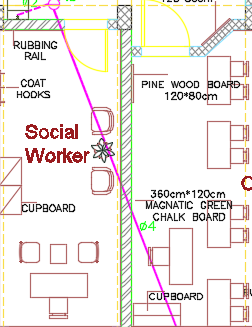 RUBBING
RAIL
COAT
HOOKS
PINE WOOD BOARD
120*80cm
Social
Worker
360cm*120cm
MAGNATIC GREEN
CHALK BOARD
CUPBOARD
ø4
CUPBOARD